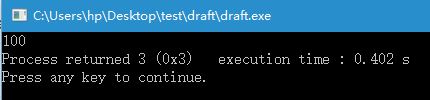 C:\Users\hp\Desktop\test\draft\draft.exe
100
Process returned 3 (0x3)   execution time : 0.402 s
Press any key to continue.